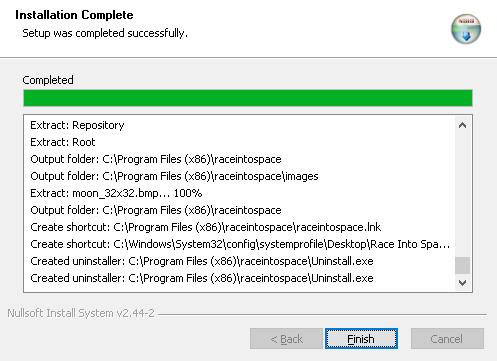 Installation Complete
Setup was completed successfully.
Completed
Extract: Repository
Extract: Root
Output folder: C:\Program Files (x86)\raceintospace
Output folder: C:\Program Files (x86)\raceintospace\images
Extract: moon_32x32.bmp... 100%
Output folder: C:\Program Files (x86)\raceintospace
Create shortcut: C:\Program Files (x86)\raceintospace\raceintospace.lnk
Create shortcut: C:\Windows\System32\config\systemprofile\Desktop\Race Into Spa...
Created uninstaller: C:\Program Files (x86)\raceintospace\Uninstall.exe
Created uninstaller: C:\Program Files (x86)\raceintospace\Uninstall.exe
Nullsoft Install System v2.44-2
< Back
Finish
Cancel